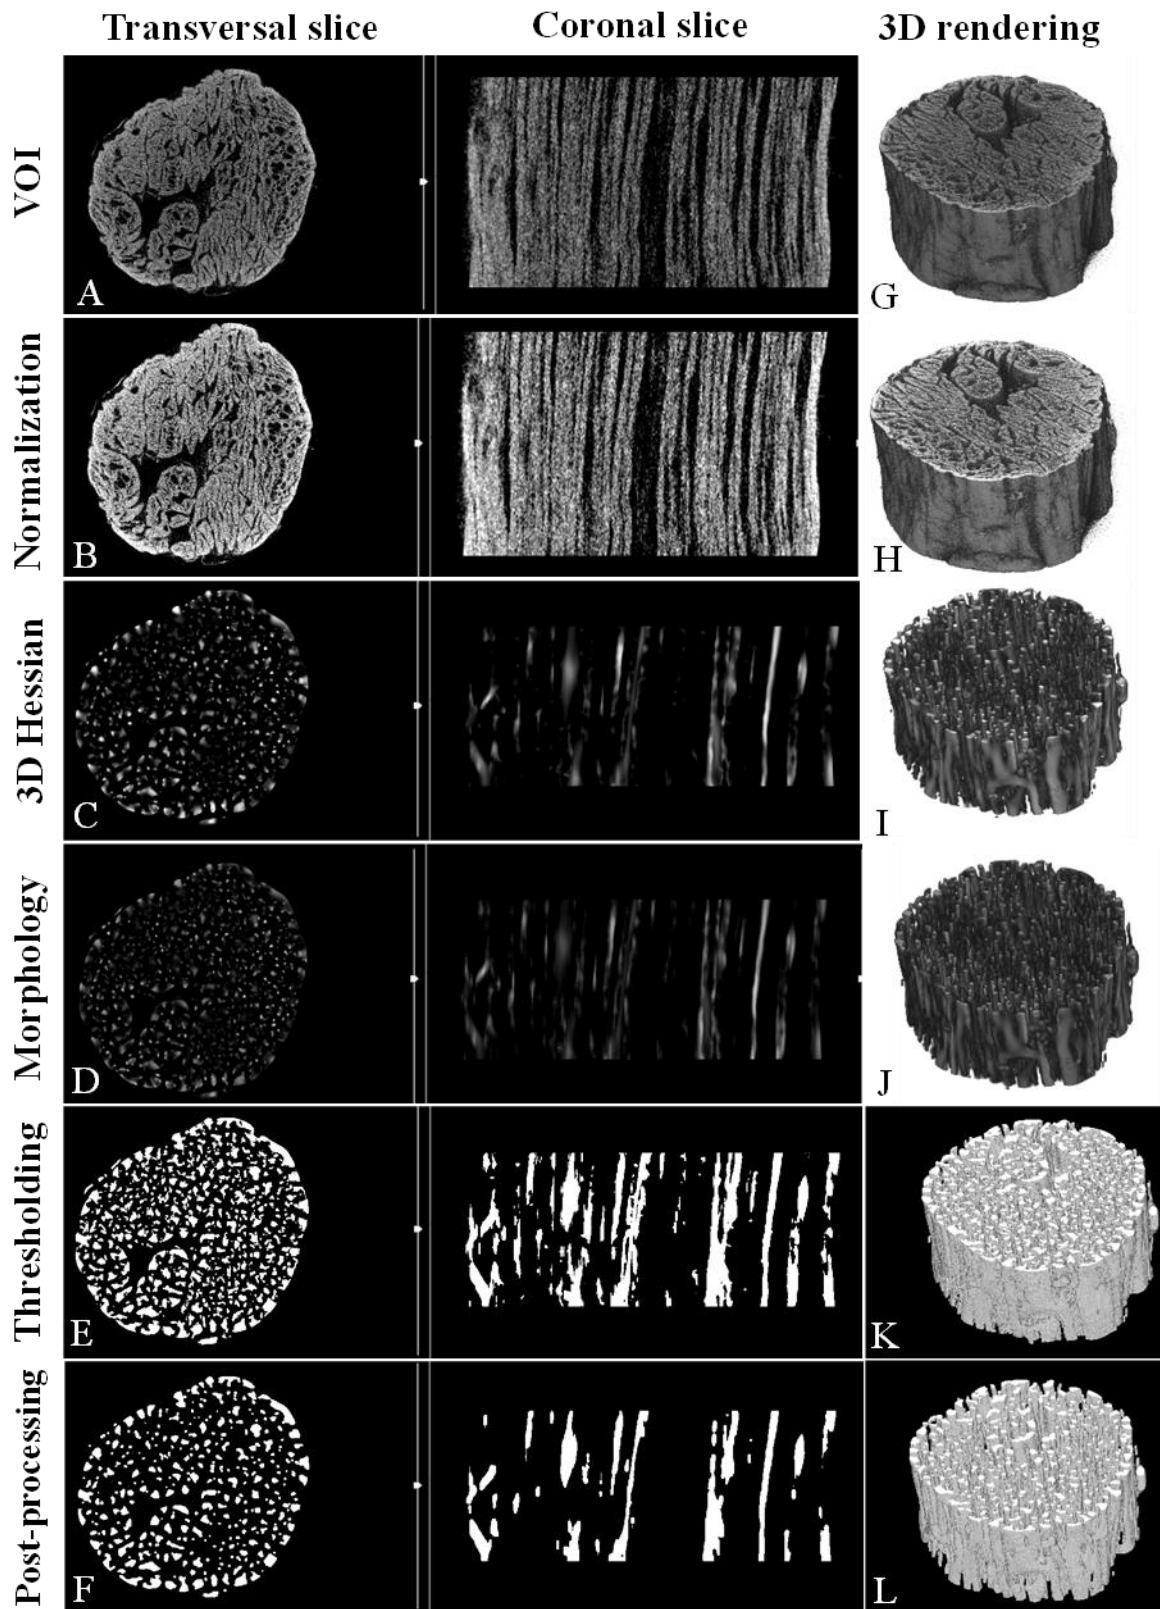 Transversal slice Coronal slice 3D rendering
VOI
A
G
Normalization
B
H
3D Hessian
C
I
Morphology
D
J
Thresholding
E
K
Post-processing
F
L